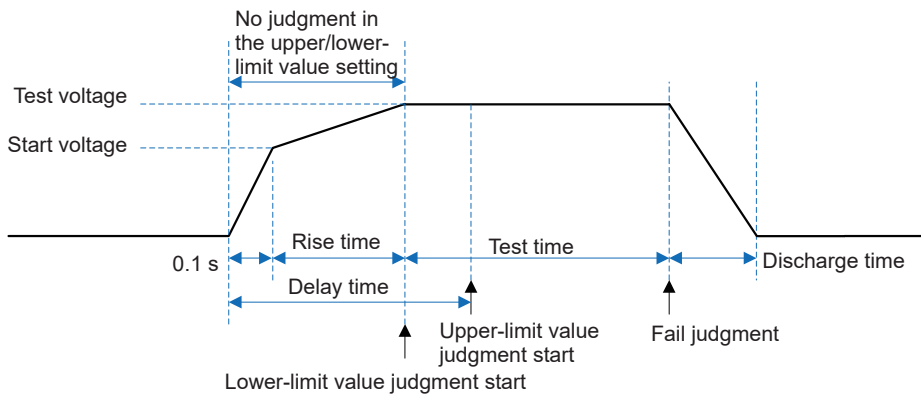 No judgment in
the upper/lower-
limit value setting
Test voltage
Start voltage
0.1 s
Rise time
Test time
Discharge time
Delay time
Upper-limit value
judgment start
Fail judgment
Lower-limit value judgment start